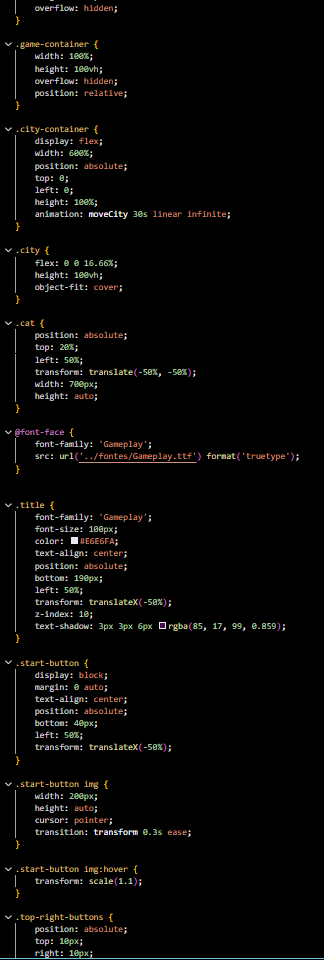 overflow: hidden;
.game-container {
width: 100%;
height: 100vh;
overflow: hidden;
position: relative;
}
.city-container {
display: flex;
width: 600%;
position: absolute;
top: 0;
left: 0;
height: 100%;
animation: moveCity 30s linear infinite;
}
.city {
flex: 0 0 16.66%;
height: 100vh;
object-fit: cover;
}
.cat {
position: absolute;
top: 20%;
left: 50%;
transform: translate(-50%, -50%);
width: 700px;
height: auto;
}
@font-face {
font-family: 'Gameplay';
src: url('../fontes/Gameplay.ttf') format('truetype');
}
.title {
font-family: 'Gameplay';
font-size: 100px;
color: #E6E6FA;
text-align: center;
position: absolute;
bottom: 190px;
left: 50%;
transform: translateX(-50%);
z-index: 10;
text-shadow: 3px 3px 6px rgba(85, 17, 99, 0.859);
}
.start-button {
display: block;
margin: 0 auto;
text-align: center;
position: absolute;
bottom: 40px;
left: 50%;
transform: translateX(-50%);
}
.start-button img {
width: 200px;
height: auto;
cursor: pointer;
transition: transform 0.3s ease;
}
.start-button img:hover {
transform: scale(1.1);
}
.top-right-buttons {
position: absolute;
top: 10px;
right: 10px;